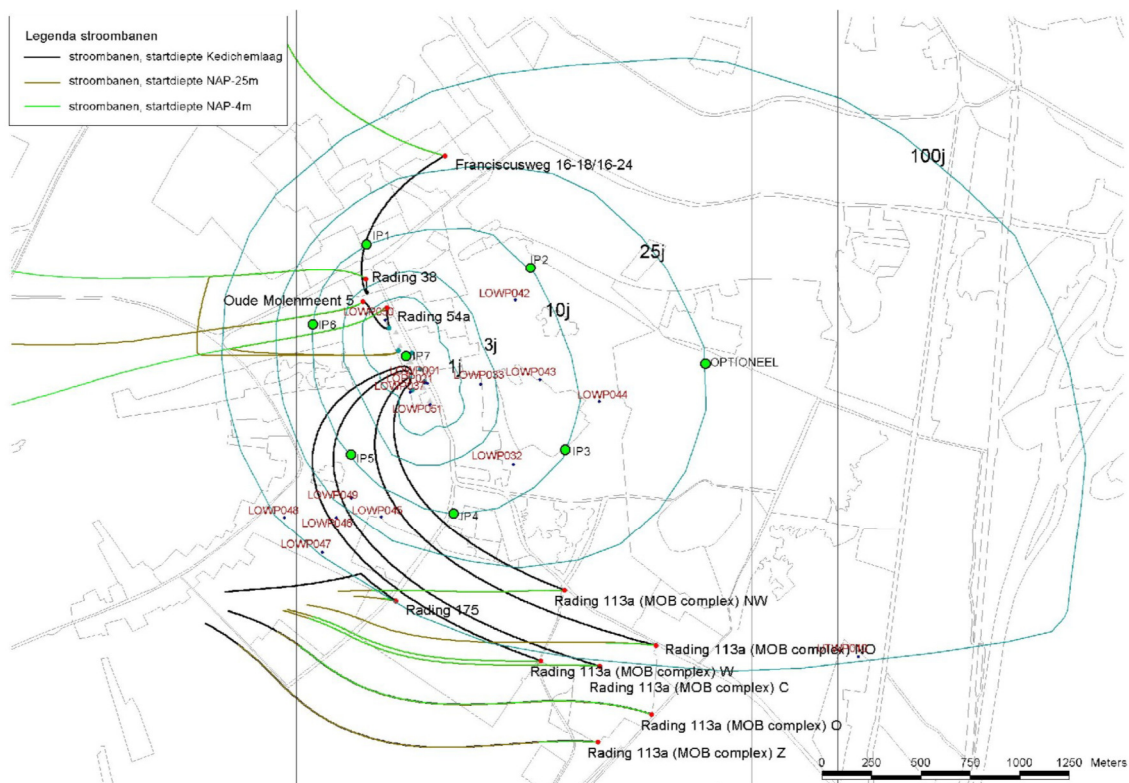 Legenda stroombanen
stroombanen, startdiepte Kedichemlaag
stroombanen, startdiepte NAP-25m
stroombanen, startdiepte NAP-4m
100j
Franciscusweg 16-18/16-24
IP1
25j
IP2
Rading 38
LOWP042
Oude Molenmeent 5
10j
Rading 54a
IP6
3j
IP7
1j
OPTIONEEL
LOWP033
LOWP043
LOWP044
LOWP051
IP5
IP3
LOWP032
LOWP049
LOWP048
LOWP046
LOWP045
IP4
LOWP047
Rading 113a (MOB complex) NW
Rading 175
Rading 113a (MOB complex) NO
Rading 113a (MOB complex) W
Rading 113a (MOB complex) C
Rading 113a (MOB complex) O
Rading 113a (MOB complex) Z
0 250 500 1000 1250 Meters